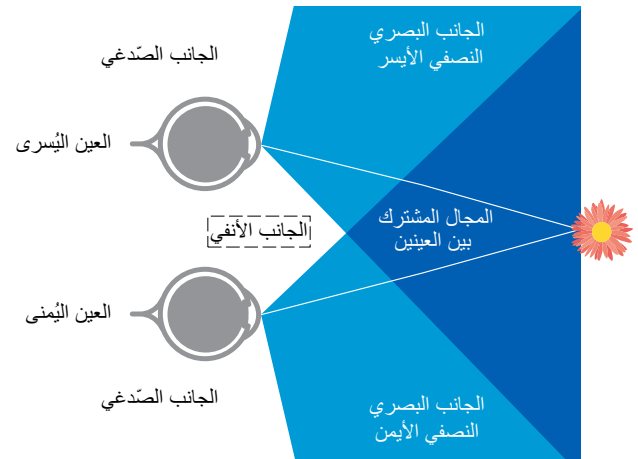 الجانب البصري
النصفي الأيسر
الجانب الصّدغي
العين اليُسرى
المجال المشترك
بين العينين
الجانب الأنفي
العين اليُمنى
الجانب الصّدغي
الجانب البصري
النصفي الأيمن